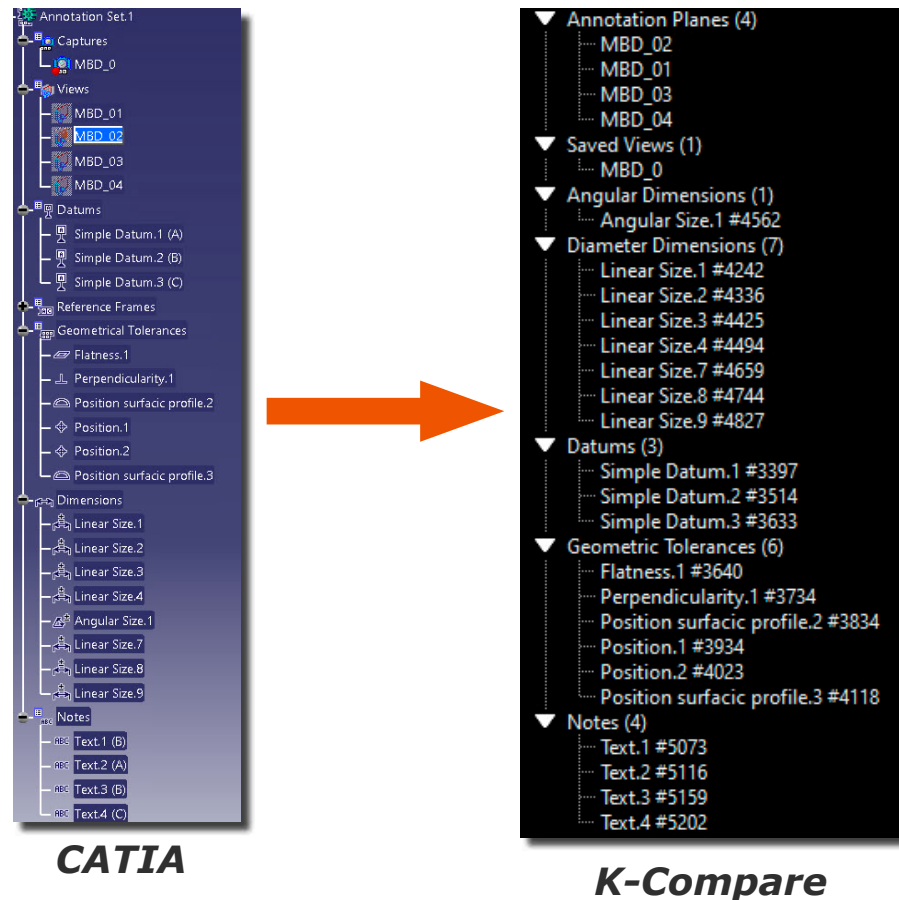 Annotation Set.1
Captures
MBD_0
Views
MBD_01
MBD_02
MBD_03
MBD_04
Datums
Simple Datum.1 (A)
Simple Datum.2 (B)
Simple Datum.3 (C)
Reference Frames
Geometrical Tolerances
Flatness.1
Perpendicularity.1
Position surfacic profile.2
Position.1
Position.2
Position surfacic profile.3
Dimensions
Linear Size.1
Linear Size.2
Linear Size.3
Linear Size.4
Angular Size.1
Linear Size.7
Linear Size.8
Linear Size.9
Notes
ABC Text.1 (B)
ABC Text.2 (A)
ABC Text.3 (B)
ABC Text.4 (C)
CATIA
Annotation Planes (4)
MBD_02
MBD_01
MBD_03
MBD_04
Saved Views (1)
MBD_0
Angular Dimensions (1)
Angular Size.1 #4562
Diameter Dimensions (7)
Linear Size.1 #4242
Linear Size.2 #4336
Linear Size.3 #4425
Linear Size.4 #4494
Linear Size.7 #4659
Linear Size.8 #4744
Linear Size.9 #4827
Datums (3)
Simple Datum.1 #3397
Simple Datum.2 #3514
Simple Datum.3 #3633
Geometric Tolerances (6)
Flatness.1 #3640
Perpendicularity.1 #3734
Position surfacic profile.2 #3834
Position.1 #3934
Position.2 #4023
Position surfacic profile.3 #4118
Notes (4)
Text.1 #5073
Text.2 #5116
Text.3 #5159
Text.4 #5202
K-Compare